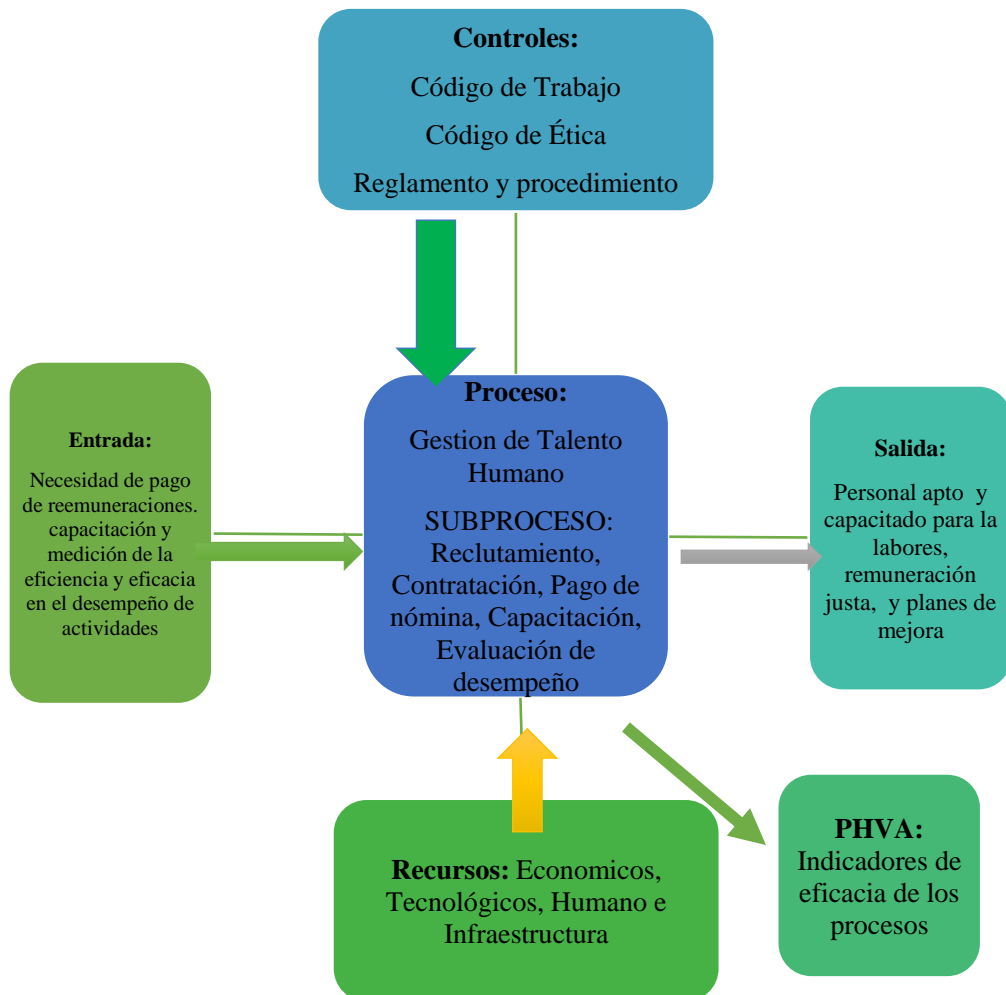 Controles:
Código de Trabajo
Código de Ética
Reglamento y procedimiento
Entrada:
Necesidad de pago
de reemuneraciones.
capacitación y
medición de la
eficiencia y eficacia
en el desempeño de
actividades
Proceso:
Gestion de Talento
Humano
SUBPROCESO:
Reclutamiento,
Contratación, Pago de
nómina, Capacitación,
Evaluación de
desempeño
Salida:
Personal apto y
capacitado para la
labores,
remuneración
justa, y planes de
mejora
Recursos: Economicos,
Tecnológicos, Humano e
Infraestructura
PHVA:
Indicadores de
eficacia de los
procesos